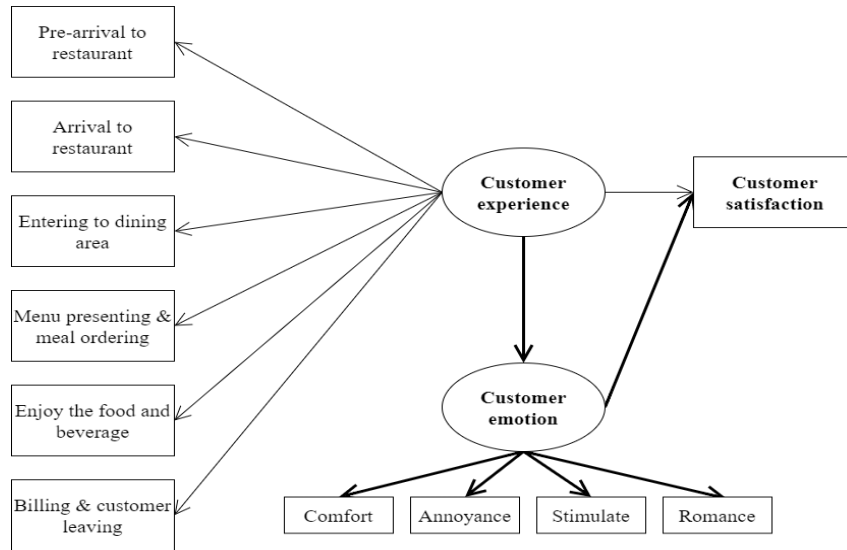 Pre-arrival to
restaurant
Arrival to
restaurant
Entering to dining
area
Menu presenting &
meal ordering
Enjoy the food and
beverage
Billing & customer
leaving
Customer
experience
Customer
satisfaction
Customer
emotion
Comfort
Annoyance
Stimulate
Romance